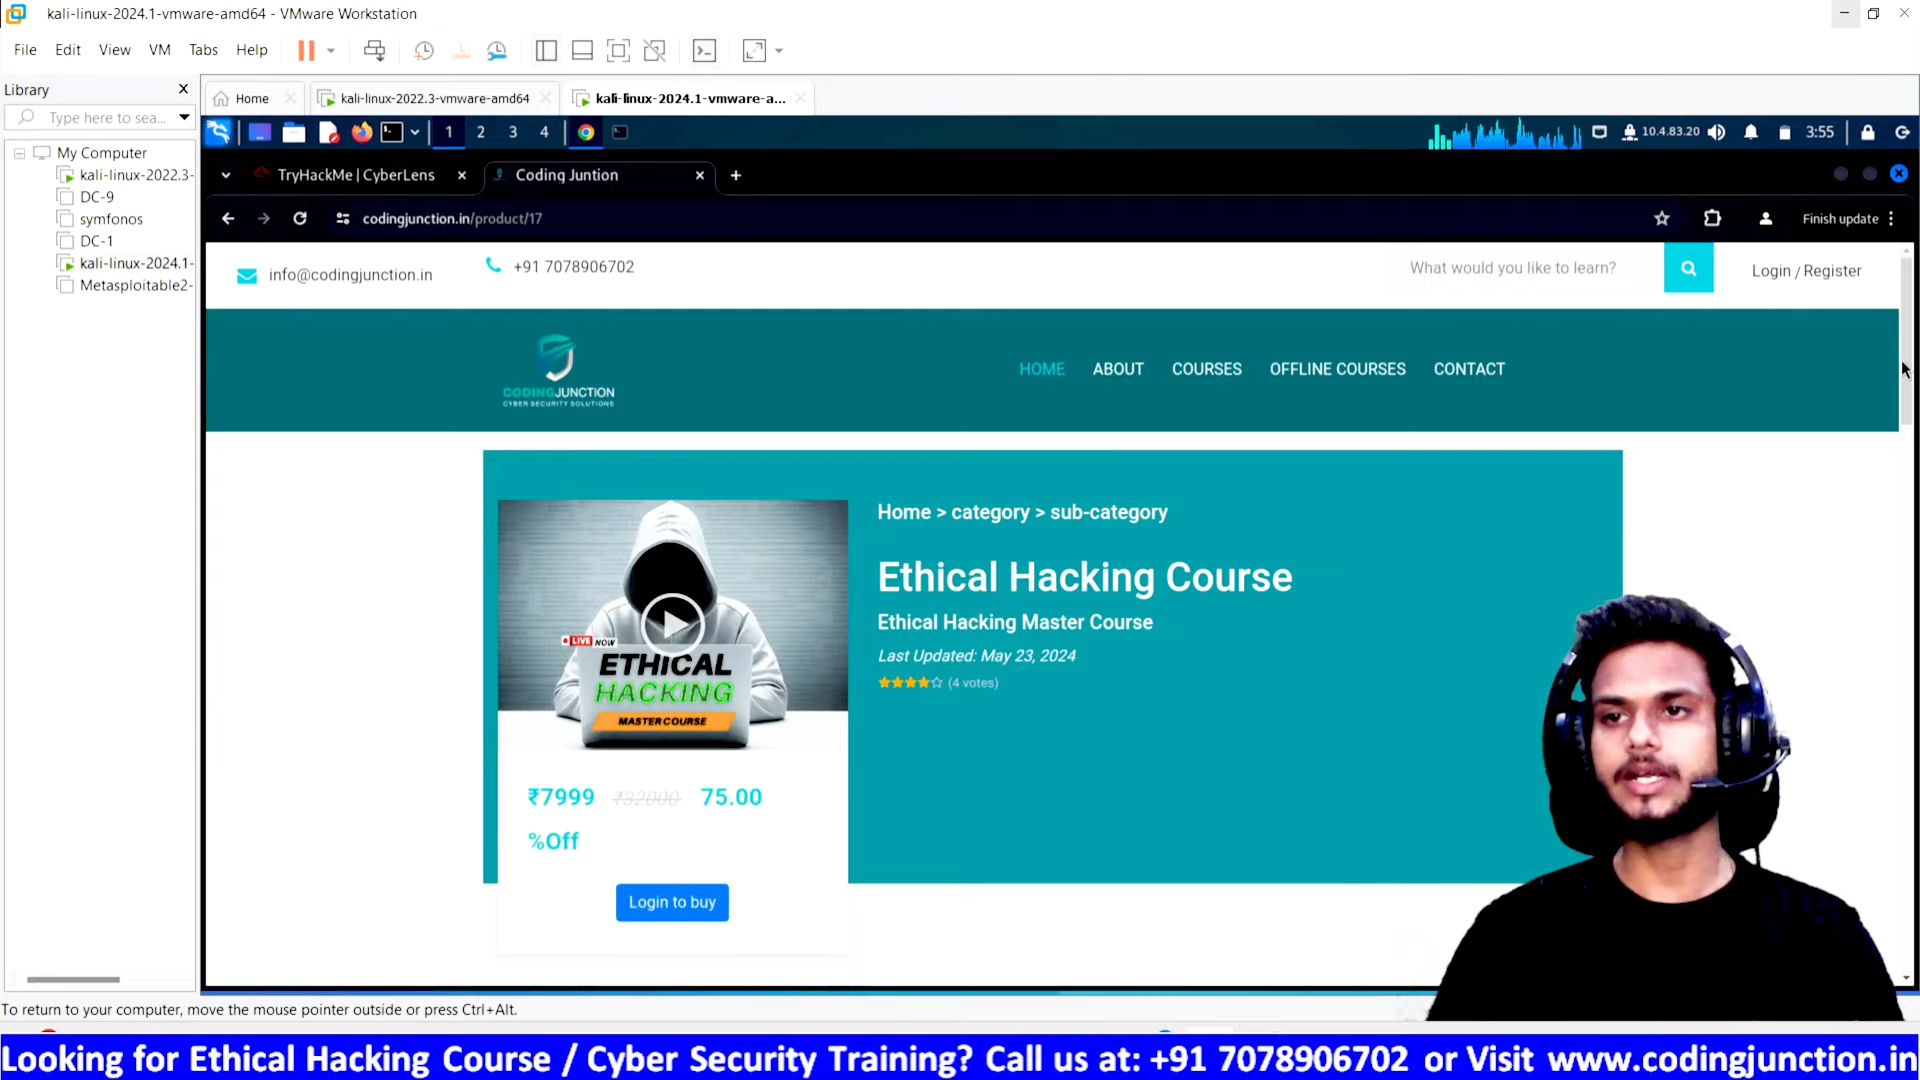 kali-linux-2024.1-vmware-amd64 - VMware Workstation
File Edit View VM Tabs Help
Library
Type here to sea...
My Computer
kali-linux-2022.3-
DC-9
symfonos
DC-1
kali-linux-2024.1-
Metasploitable2-
Home
kali-linux-2022.3-vmware-amd64
kali-linux-2024.1-vmware-a...
1 2 3 4
10.4.83.20
3:55
TryHackMe | CyberLens
Coding Juntion
codingjunction.in/product/17
Finish update
info@codingjunction.in
+91 7078906702
What would you like to learn?
Login / Register
CODINGJUNCTION
CYBER SECURITY SOLUTIONS
HOME ABOUT COURSES OFFLINE COURSES CONTACT
Home > category > sub-category
Ethical Hacking Course
Ethical Hacking Master Course
Last Updated: May 23, 2024
(4 votes)
LIVE NOW
ETHICAL
HACKING
MASTER COURSE
₹7999 ₹32000 75.00
%Off
Login to buy
To return to your computer, move the mouse pointer outside or press Ctrl+Alt.
Looking for Ethical Hacking Course / Cyber Security Training? Call us at: +91 7078906702 or Visit www.codingjunction.in